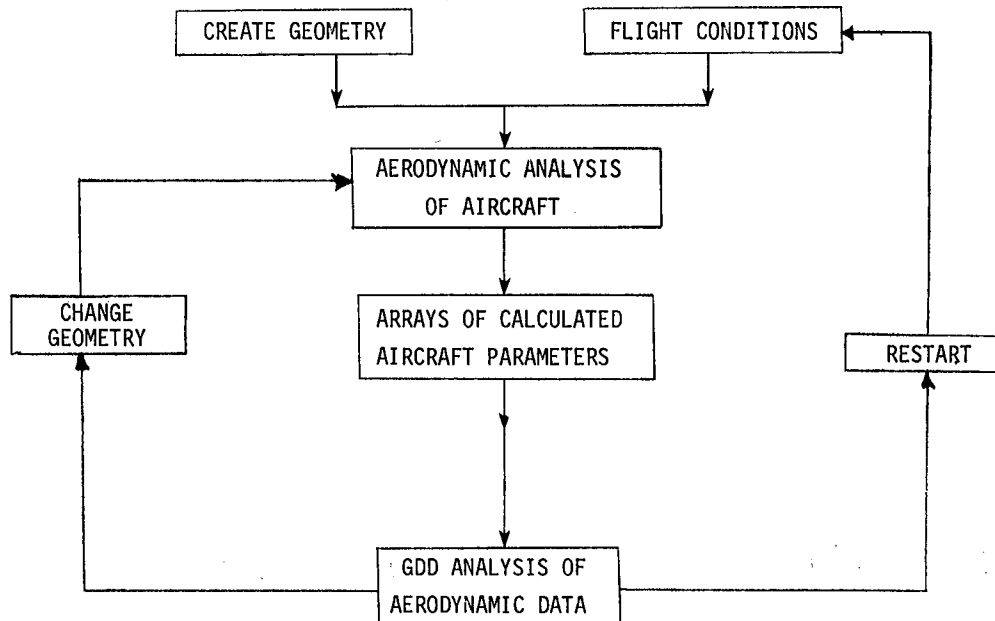 CREATE GEOMETRY
FLIGHT CONDITIONS
AERODYNAMIC ANALYSIS
OF AIRCRAFT
CHANGE
GEOMETRY
ARRAYS OF CALCULATED
AIRCRAFT PARAMETERS
RESTART
GDD ANALYSIS OF
AERODYNAMIC DATA